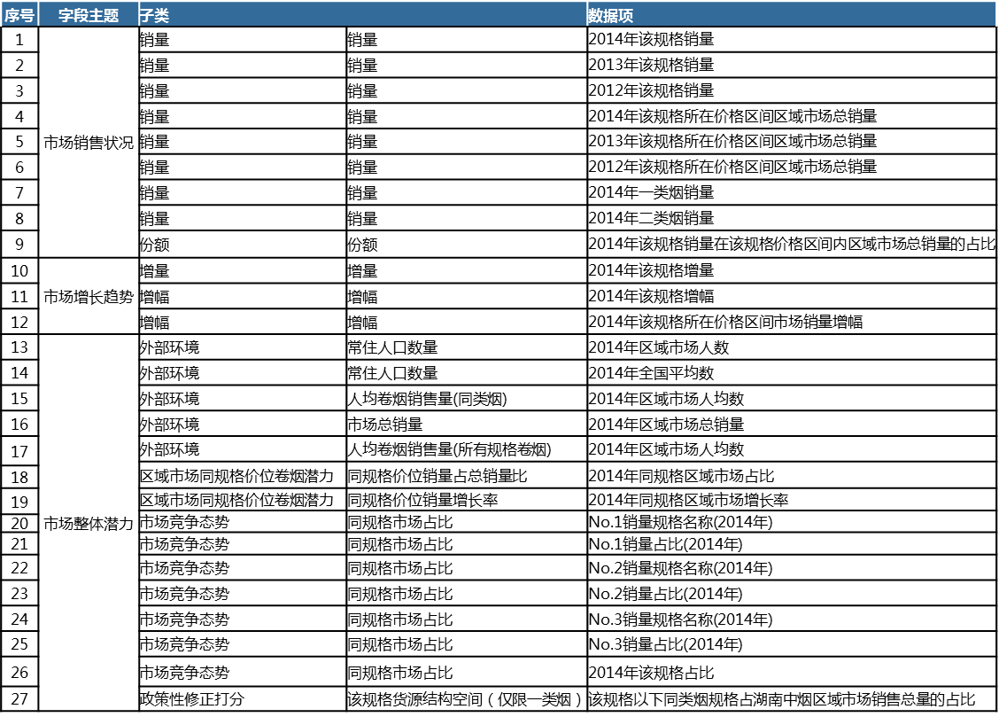 序号 字段主题 子类 数据项
1 销量 销量 2014年该规格销量
2 销量 销量 2013年该规格销量
3 销量 销量 2012年该规格销量
4 销量 销量 2014年该规格所在价格区间区域市场总销量
5 市场销售状况 销量 销量 2013年该规格所在价格区间区域市场总销量
6 销量 销量 2012年该规格所在价格区间区域市场总销量
7 销量 销量 2014年一类烟销量
8 销量 销量 2014年二类烟销量
9 份额 份额 2014年该规格销量在该规格价格区间内区域市场总销量的占比
10 增量 增量 2014年该规格增量
11 市场增长趋势 增幅 增幅 2014年该规格增幅
12 增幅 增幅 2014年该规格所在价格区间市场销量增幅
13 外部环境 常住人口数量 2014年区域市场人数
14 外部环境 常住人口数量 2014年全国平均数
15 外部环境 人均卷烟销售量(同类烟) 2014年区域市场人均数
16 外部环境 市场总销量 2014年区域市场总销量
17 外部环境 人均卷烟销售量(所有规格卷烟) 2014年区域市场人均数
18 区域市场同规格价位卷烟潜力 同规格价位销量占总销量比 2014年同规格区域市场占比
19 区域市场同规格价位卷烟潜力 同规格价位销量增长率 2014年同规格区域市场增长率
20 市场整体潜力 市场竞争态势 同规格市场占比 No.1销量规格名称(2014年)
21 市场竞争态势 同规格市场占比 No.1销量占比(2014年)
22 市场竞争态势 同规格市场占比 No.2销量规格名称(2014年)
23 市场竞争态势 同规格市场占比 No.2销量占比(2014年)
24 市场竞争态势 同规格市场占比 No.3销量规格名称(2014年)
25 市场竞争态势 同规格市场占比 No.3销量占比(2014年)
26 市场竞争态势 同规格市场占比 2014年该规格占比
27 政策性修正打分 该规格货源结构空间（仅限一类烟） 该规格以下同类烟规格占湖南中烟区域市场销售总量的占比